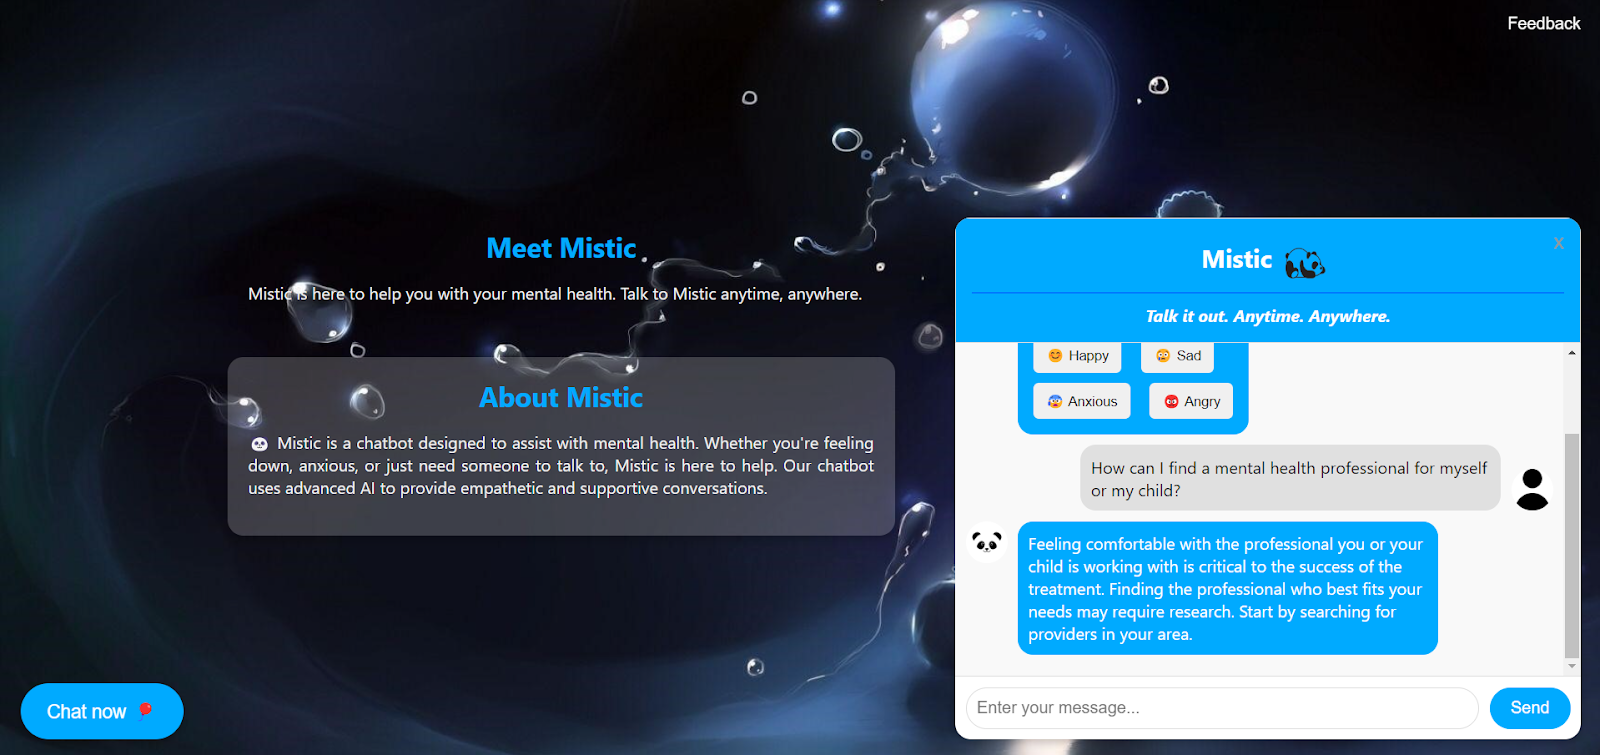 Feedback
Meet Mistic
Mistic is here to help you with your mental health. Talk to Mistic anytime, anywhere.
About Mistic
Mistic is a chatbot designed to assist with mental health. Whether you're feeling
down, anxious, or just need someone to talk to, Mistic is here to help. Our chatbot
uses advanced AI to provide empathetic and supportive conversations.
Chat now
X
Mistic
Talk it out. Anytime. Anywhere.
Happy
Sad
Anxious
Angry
How can I find a mental health professional for myself
or my child?
Feeling comfortable with the professional you or your
child is working with is critical to the success of the
treatment. Finding the professional who best fits your
needs may require research. Start by searching for
providers in your area.
Enter your message...
Send